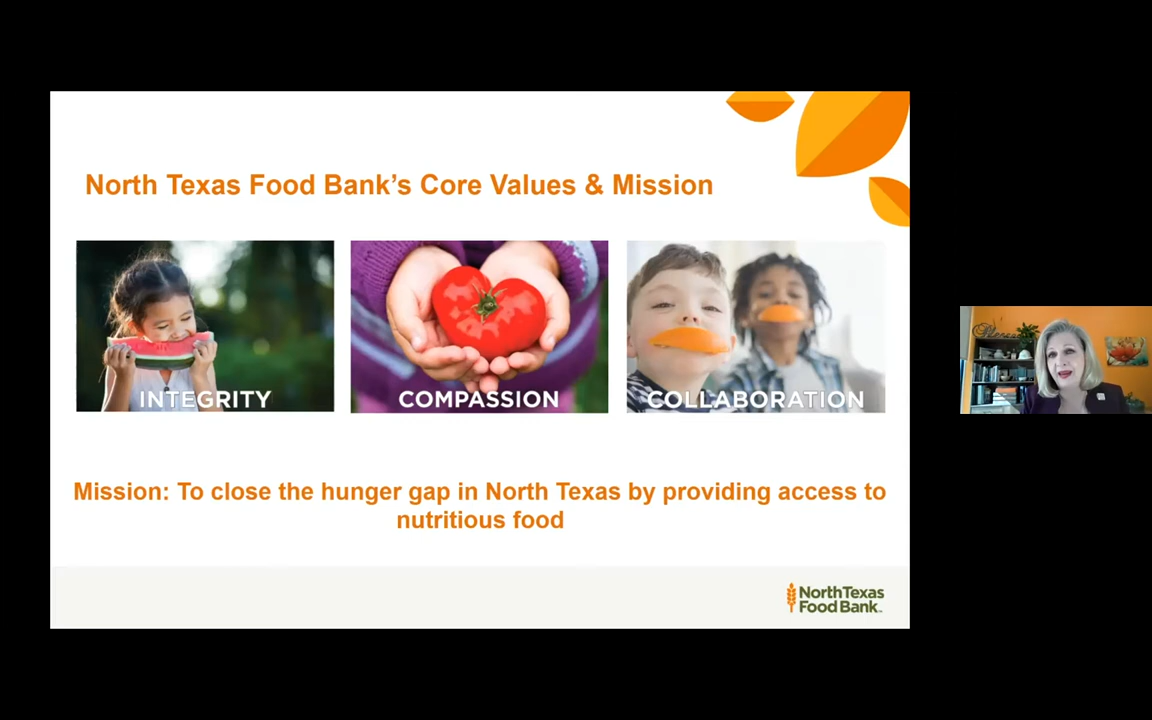 North Texas Food Bank's Core Values & Mission
INTEGRITY
COMPASSION
COLLABORATION
Mission: To close the hunger gap in North Texas by providing access to
nutritious food
North Texas
Food Bank